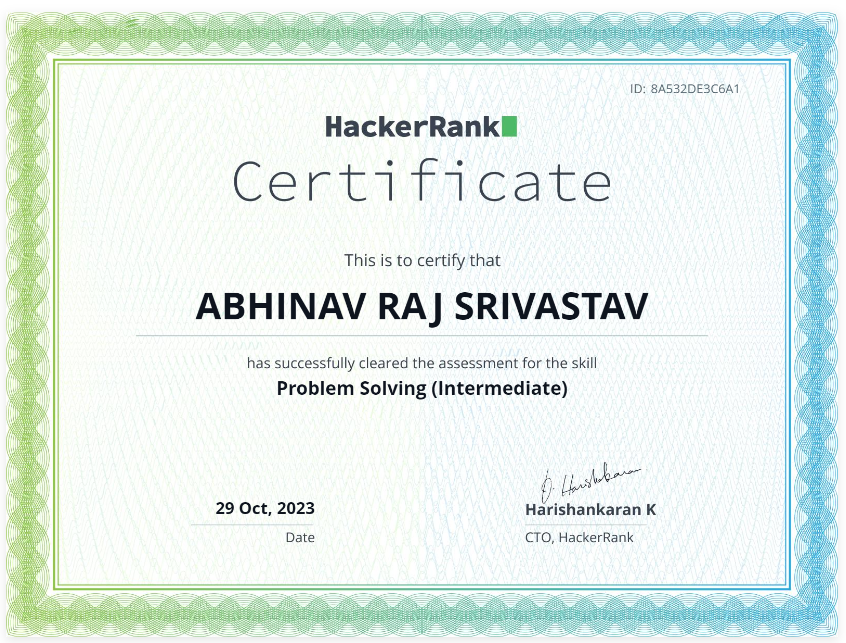 ID: 8A532DE3C6A1
HackerRank
Certificate
This is to certify that
ABHINAV RAJ SRIVASTAV
has successfully cleared the assessment for the skill
Problem Solving (Intermediate)
29 Oct, 2023
Date
Harishankaran K
CTO, HackerRank